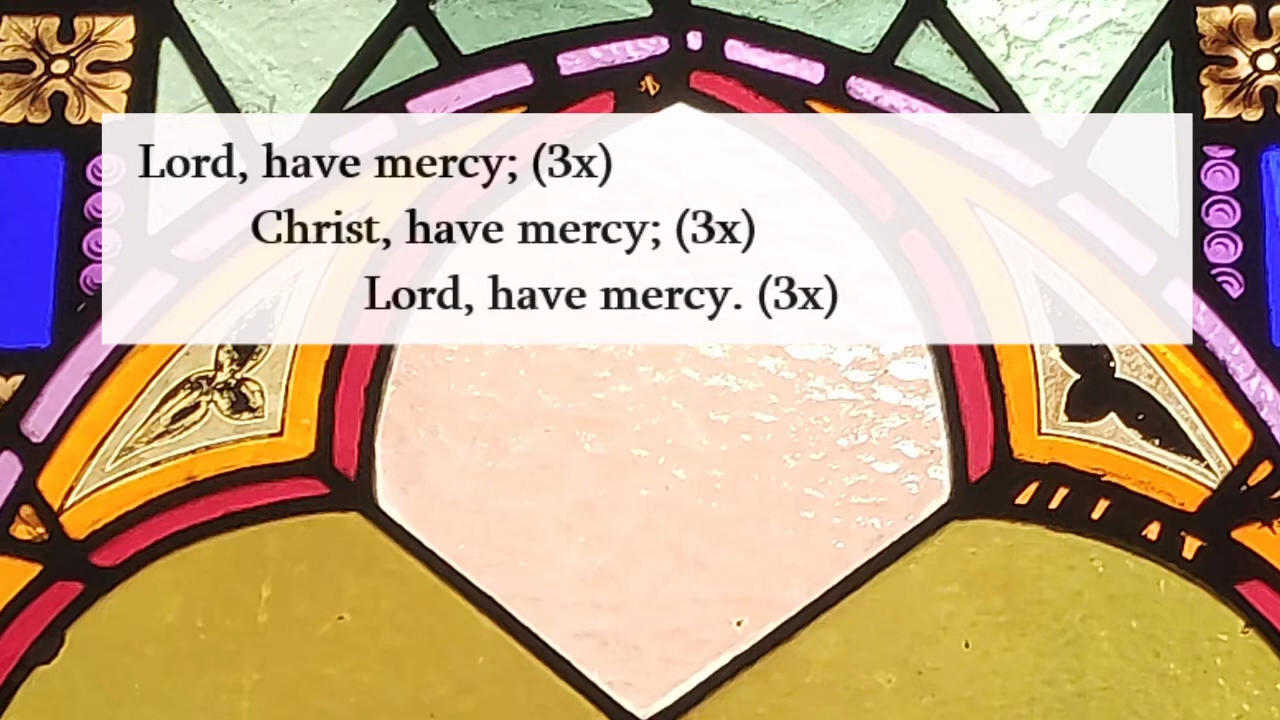 Lord, have mercy; (3x)
Christ, have mercy; (3x)
Lord, have mercy. (3x)